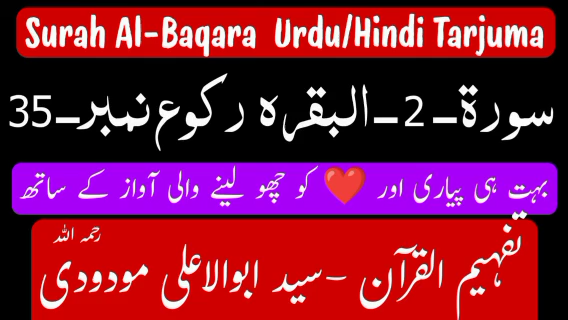 Surah Al-Baqara Urdu/Hindi Tarjuma
سورۃ-2-البقرہ رکوع نمبر-35
بہت ہی پیاری اور ❤️ کو چھو لینے والی آواز کے ساتھ
تفہیم القرآن -سید ابوالاعلی مودودی رحمہ اللہ